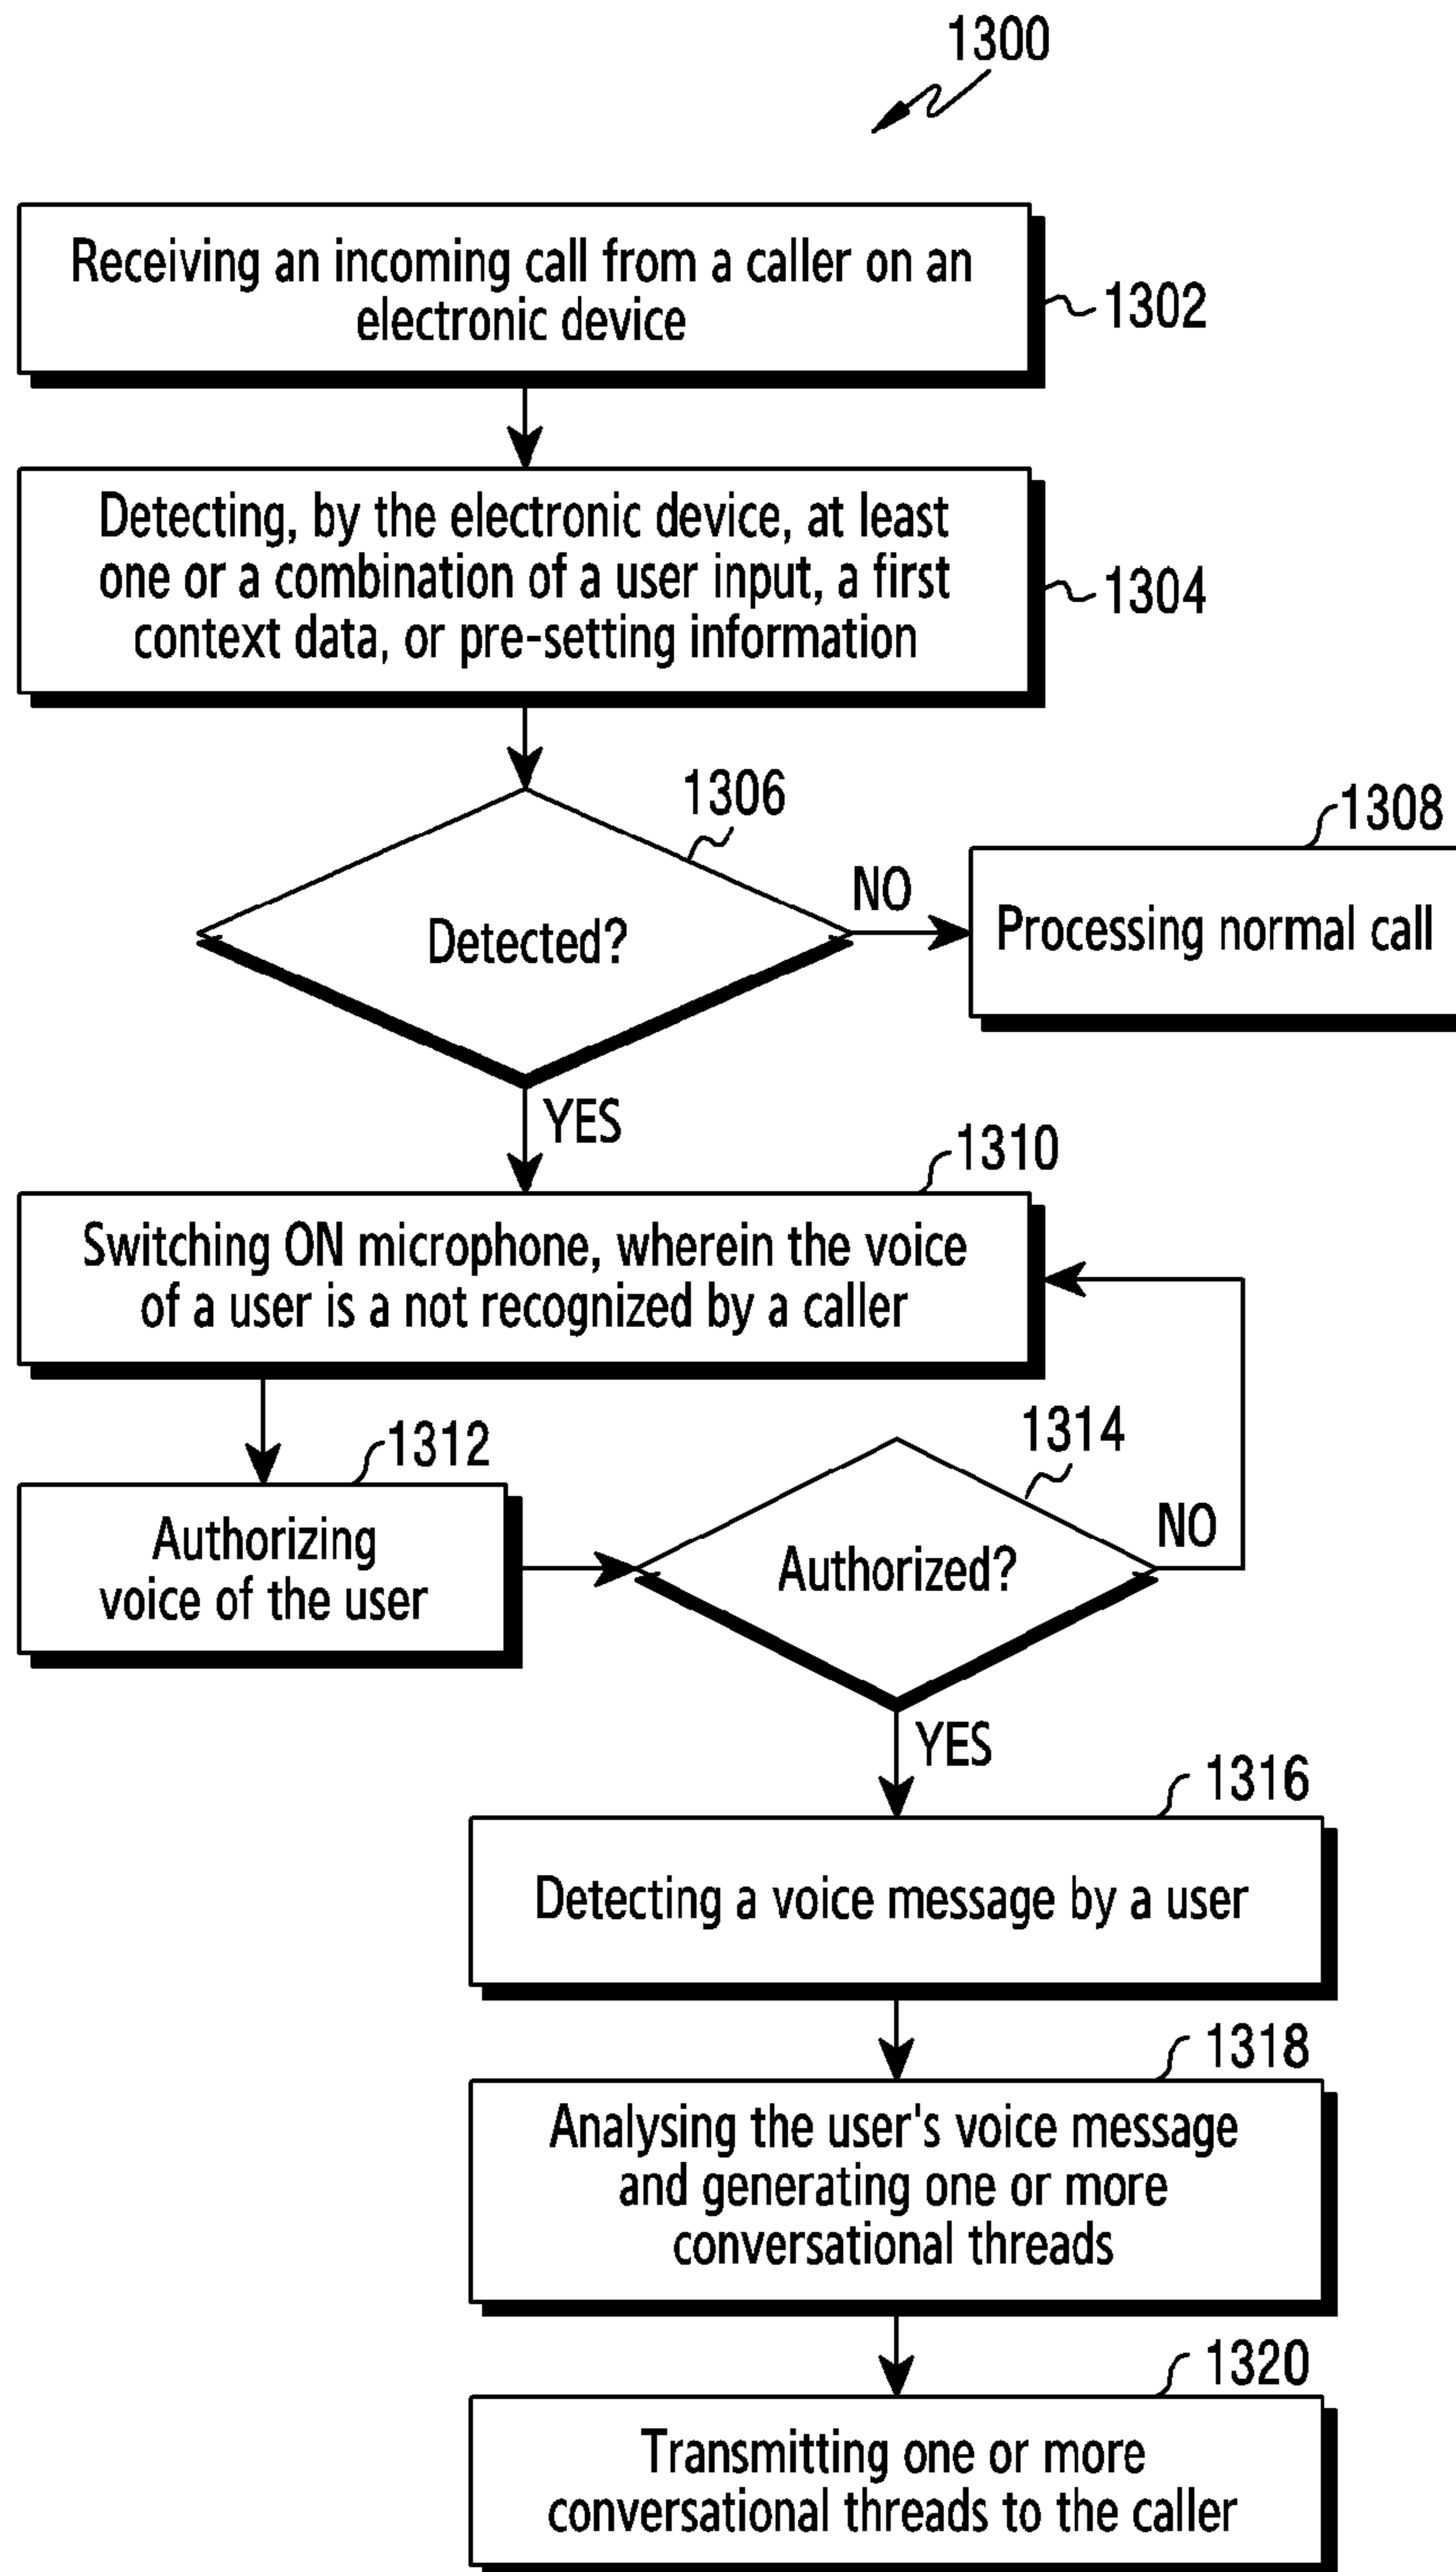 1300
Receiving an incoming call from a caller on an
electronic device
1302
Detecting, by the electronic device, at least
one or a combination of a user input, a first
context data, or pre-setting information
1304
1306
Detected?
NO
1308
Processing normal call
YES
1310
Switching ON microphone, wherein the voice
of a user is a not recognized by a caller
1312
Authorizing
voice of the user
1314
Authorized?
NO
YES
1316
Detecting a voice message by a user
1318
Analysing the user's voice message
and generating one or more
conversational threads
1320
Transmitting one or more
conversational threads to the caller